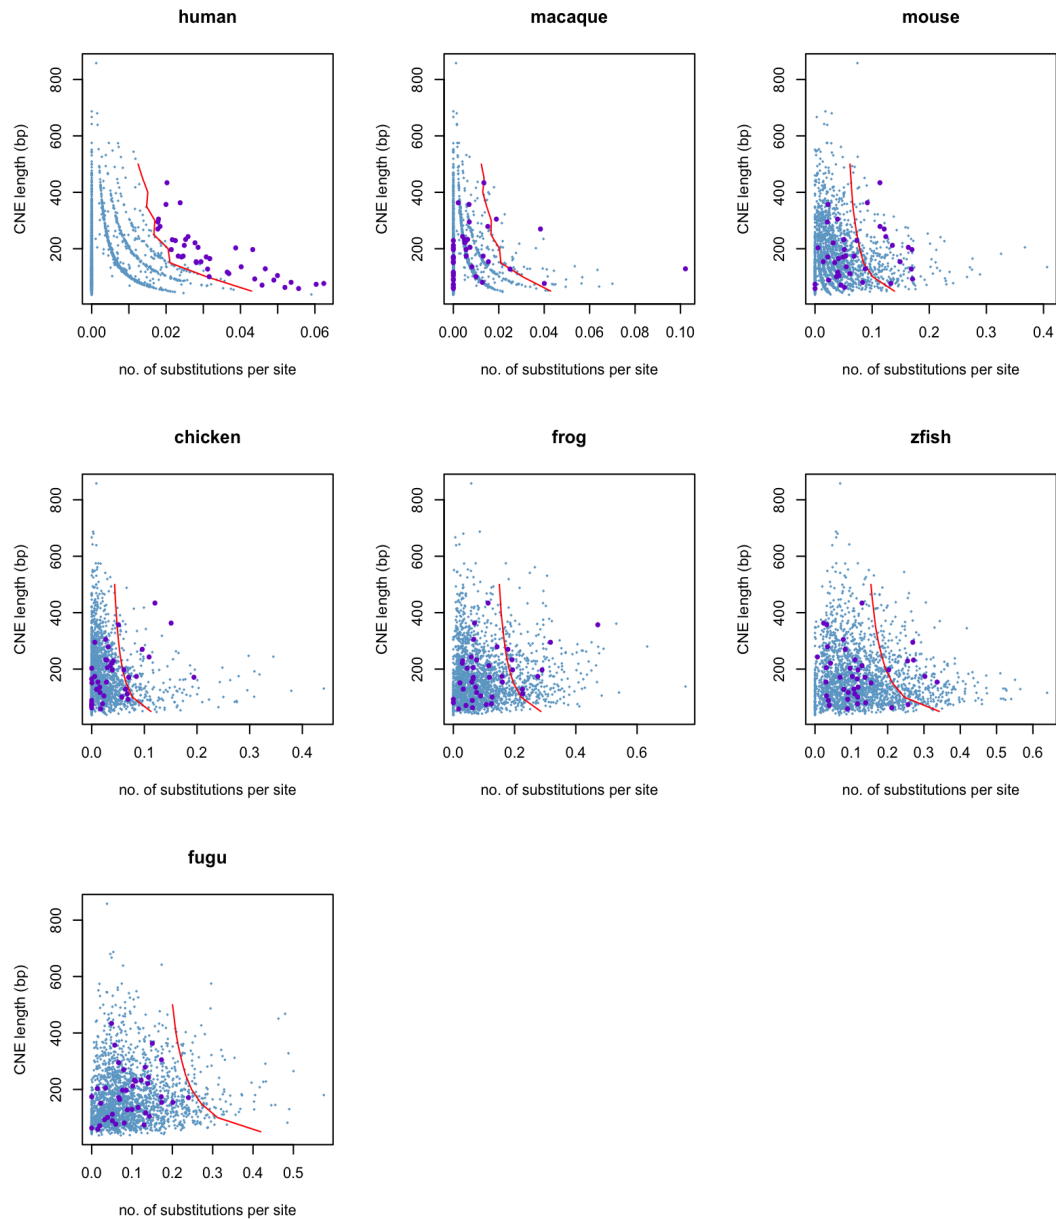 human macaque mouse
CNE length (bp) CNE length (bp) CNE length (bp)
800 800 800
600 600 600
400 400 400
200 200 200
0.00 0.02 0.04 0.06 0.00 0.02 0.04 0.06 0.08 0.10 0.0 0.1 0.2 0.3 0.4
no. of substitutions per site no. of substitutions per site no. of substitutions per site
chicken frog zfish
CNE length (bp) CNE length (bp) CNE length (bp)
800 800 800
600 600 600
400 400 400
200 200 200
0.0 0.1 0.2 0.3 0.4 0.0 0.2 0.4 0.6 0.0 0.1 0.2 0.3 0.4 0.5 0.6
no. of substitutions per site no. of substitutions per site no. of substitutions per site
fugu
CNE length (bp)
800
600
400
200
0.0 0.1 0.2 0.3 0.4 0.5
no. of substitutions per site